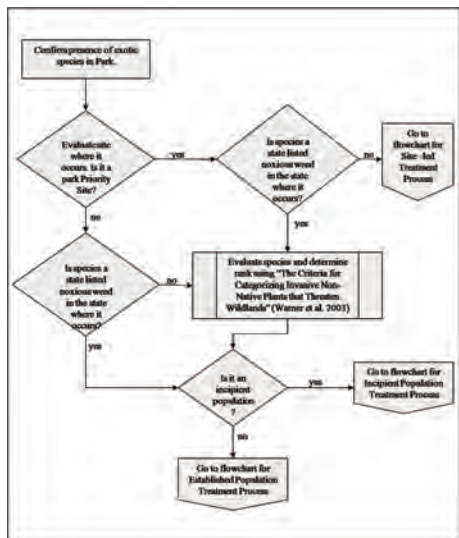 Confirm presence of exotic
species in Park.
Evaluate site
where it
occurs. Is it a
park Priority
Site?
yes
Is species a
state listed
noxious weed
in the state
where it
occurs?
no
Go to
flowchart for
Site -led
Treatment
Process
no
yes
Is species a
state listed
noxious weed
in the state
where it
occurs?
no
Evaluate species and determine
rank using "The Criteria for
Categorizing Invasive Non-
Native Plants that Threaten
Wildlands" (Warner et al. 2003)
yes
Is it an
incipient
population
?
yes
Go to flowchart for
Incipient Population
Treatment Process
no
Go to flowchart for
Established Population
Treatment Process